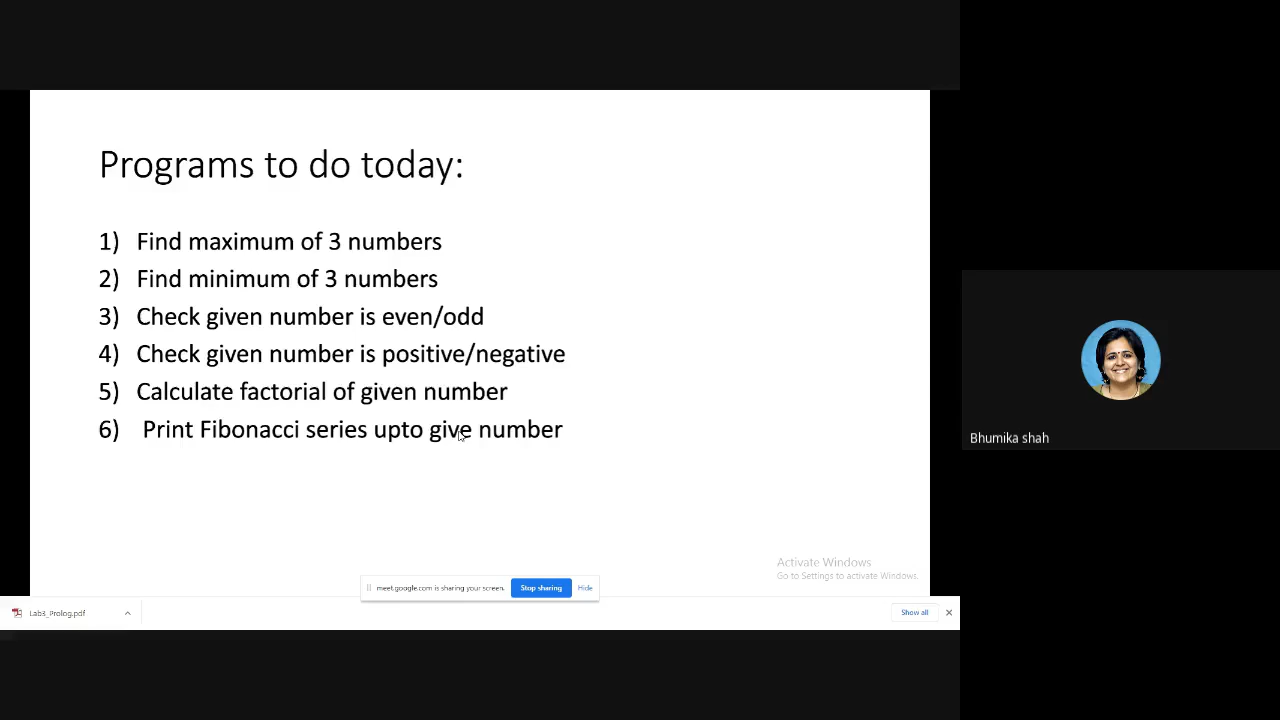 Programs to do today:
1) Find maximum of 3 numbers
2) Find minimum of 3 numbers
3) Check given number is even/odd
4) Check given number is positive/negative
5) Calculate factorial of given number
6) Print Fibonacci series upto give number
Activate Windows
Go to Settings to activate Windows.
meet.google.com is sharing your screen.
Stop sharing
Hide
Lab3_Prolog.pdf
Show all
Bhumika shah